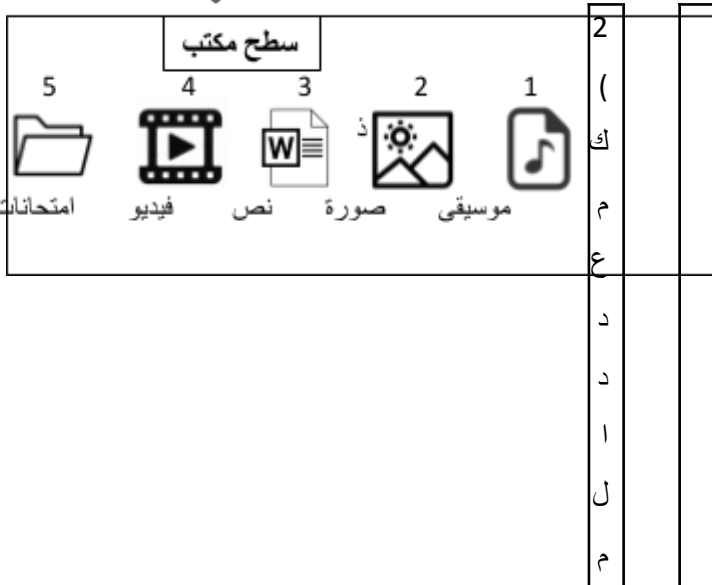 سطح مكتب
1 2 3 4 5
ذ
W
موسيقى صورة نص فيديو امتحانات
2
)
ك
م
ع
د
د
ا
ل
م